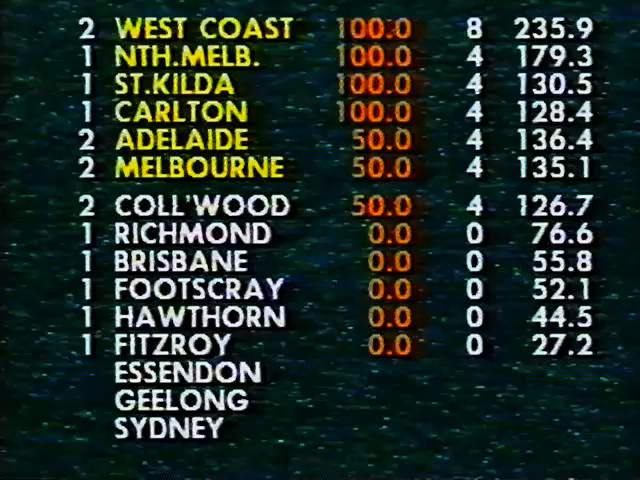 2 WEST COAST 100.0 8 235.9
1 NTH.MELB. 100.0 4 179.3
1 ST.KILDA 100.0 4 130.5
1 CARLTON 100.0 4 128.4
2 ADELAIDE 50.0 4 136.4
2 MELBOURNE 50.0 4 135.1
2 COLL'WOOD 50.0 4 126.7
1 RICHMOND 0.0 0 76.6
1 BRISBANE 0.0 0 55.8
1 FOOTSCRAY 0.0 0 52.1
1 HAWTHORN 0.0 0 44.5
1 FITZROY 0.0 0 27.2
ESSENDON
GEELONG
SYDNEY